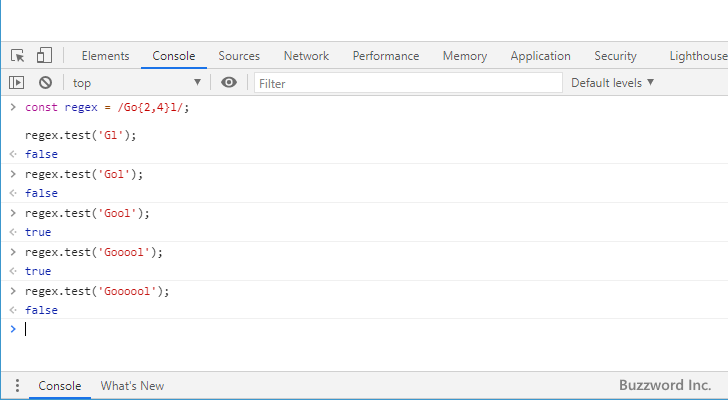 Elements Console Sources Network Performance Memory Application Security Lighthouse
top Filter Default levels
const regex = /Go{2,4}l/;
regex.test('Gl');
false
regex.test('Gol');
false
regex.test('Gool');
true
regex.test('Gooool');
true
regex.test('Goooool');
false
Console What's New
Buzzword Inc.